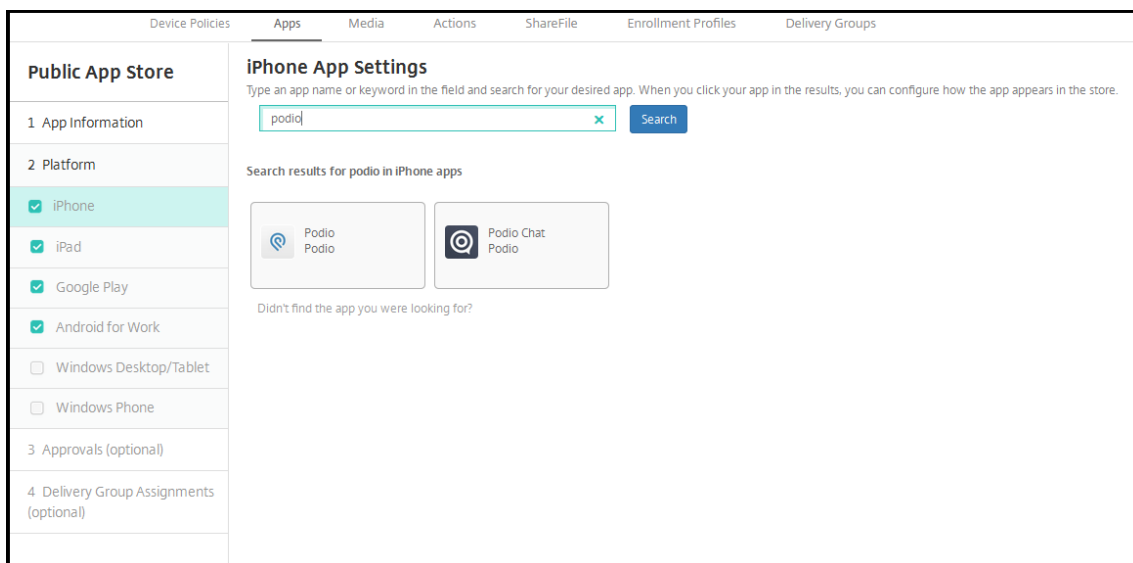 Device Policies Apps Media Actions ShareFile Enrollment Profiles Delivery Groups
Public App Store
1 App Information
2 Platform
iPhone
iPad
Google Play
Android for Work
Windows Desktop/Tablet
Windows Phone
3 Approvals (optional)
4 Delivery Group Assignments
(optional)
iPhone App Settings
Type an app name or keyword in the field and search for your desired app. When you click your app in the results, you can configure how the app appears in the store.
podio
Search
Search results for podio in iPhone apps
Podio
Podio
Podio Chat
Podio
Didn't find the app you were looking for?